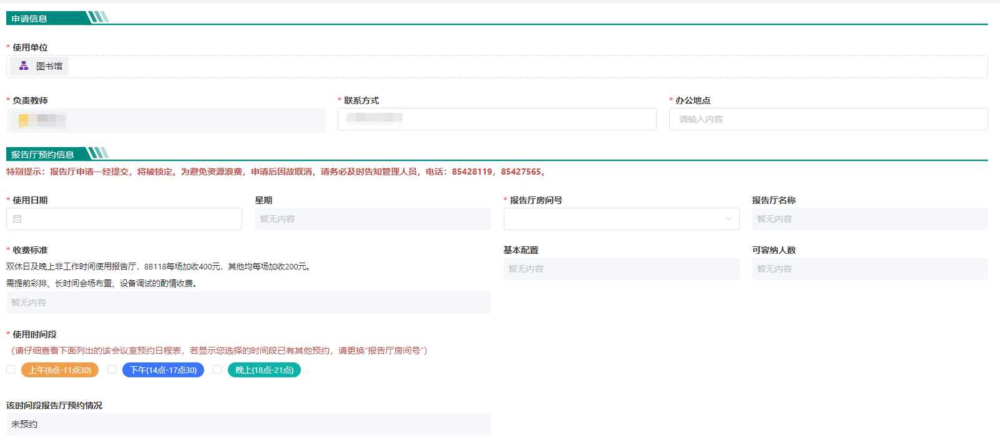 申请信息
* 使用单位
图书馆
* 负责教师 * 联系方式 * 办公地点
请输入内容
报告厅预约信息
特别提示：报告厅申请一经提交，将被锁定。为避免资源浪费，申请后因故取消，请务必及时告知管理人员，电话：85428119，85427565。
* 使用日期 星期 * 报告厅房间号 报告厅名称
暂无内容 暂无内容
* 收费标准 基本配置 可容纳人数
双休日及晚上非工作时间使用报告厅，8B118每场加收400元，其他均每场加收200元。
暂无内容 暂无内容
需提前彩排、长时间会场布置、设备调试的酌情收费。
暂无内容
* 使用时间段
（请仔细查看下面列出的该会议室预约日程表，若显示您选择的时间段已有其他预约，请更换“报告厅房间号”）
上午(8点-11点30) 下午(14点-17点30) 晚上(18点-21点)
该时间段报告厅预约情况
未预约